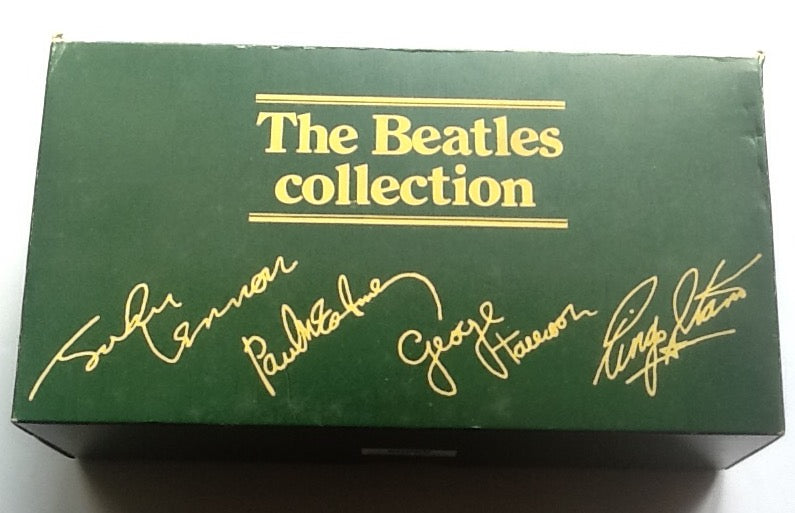 The Beatles
collection
John Lennon
Paul McCartney
George Harrison
Ringo Starr